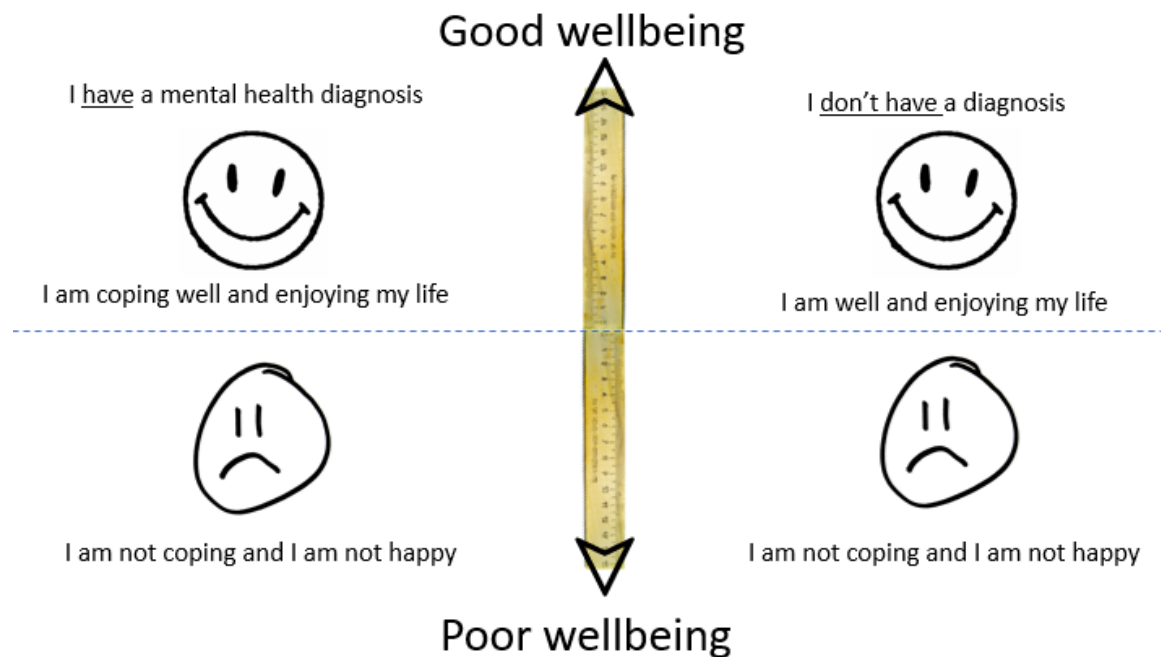 Good wellbeing
I have a mental health diagnosis
I don't have a diagnosis
I am coping well and enjoying my life
I am well and enjoying my life
I am not coping and I am not happy
I am not coping and I am not happy
Poor wellbeing